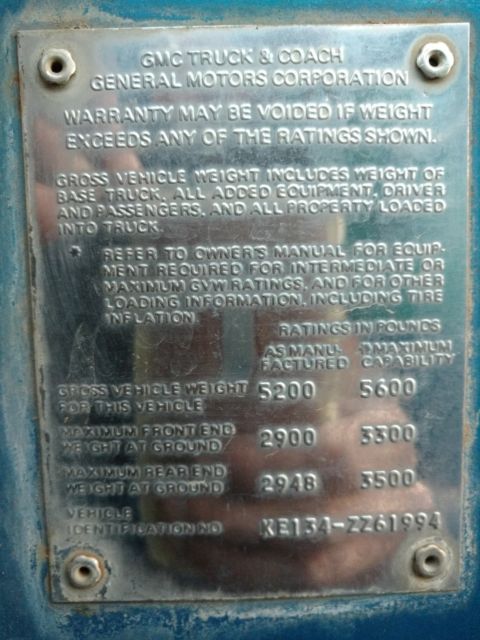 GMC TRUCK & COACH
GENERAL MOTORS CORPORATION
WARRANTY MAY BE VOIDED IF WEIGHT
EXCEEDS ANY OF THE RATINGS SHOWN.
GROSS VEHICLE WEIGHT INCLUDES WEIGHT OF
BASE TRUCK, ALL ADDED EQUIPMENT, DRIVER
AND PASSENGERS, AND ALL PROPERTY LOADED
INTO TRUCK.
* REFER TO OWNER'S MANUAL FOR EQUIP-
MENT REQUIRED FOR INTERMEDIATE OR
MAXIMUM GVW RATINGS, AND FOR OTHER
LOADING INFORMATION, INCLUDING TIRE
INFLATION.
RATINGS IN POUNDS
AS MANU- * MAXIMUM
FACTURED CAPABILITY
GROSS VEHICLE WEIGHT 5200 5600
FOR THIS VEHICLE
MAXIMUM FRONT END
WEIGHT AT GROUND 2900 3300
MAXIMUM REAR END
WEIGHT AT GROUND 2948 3500
VEHICLE
IDENTIFICATION NO KE134-ZZ61994